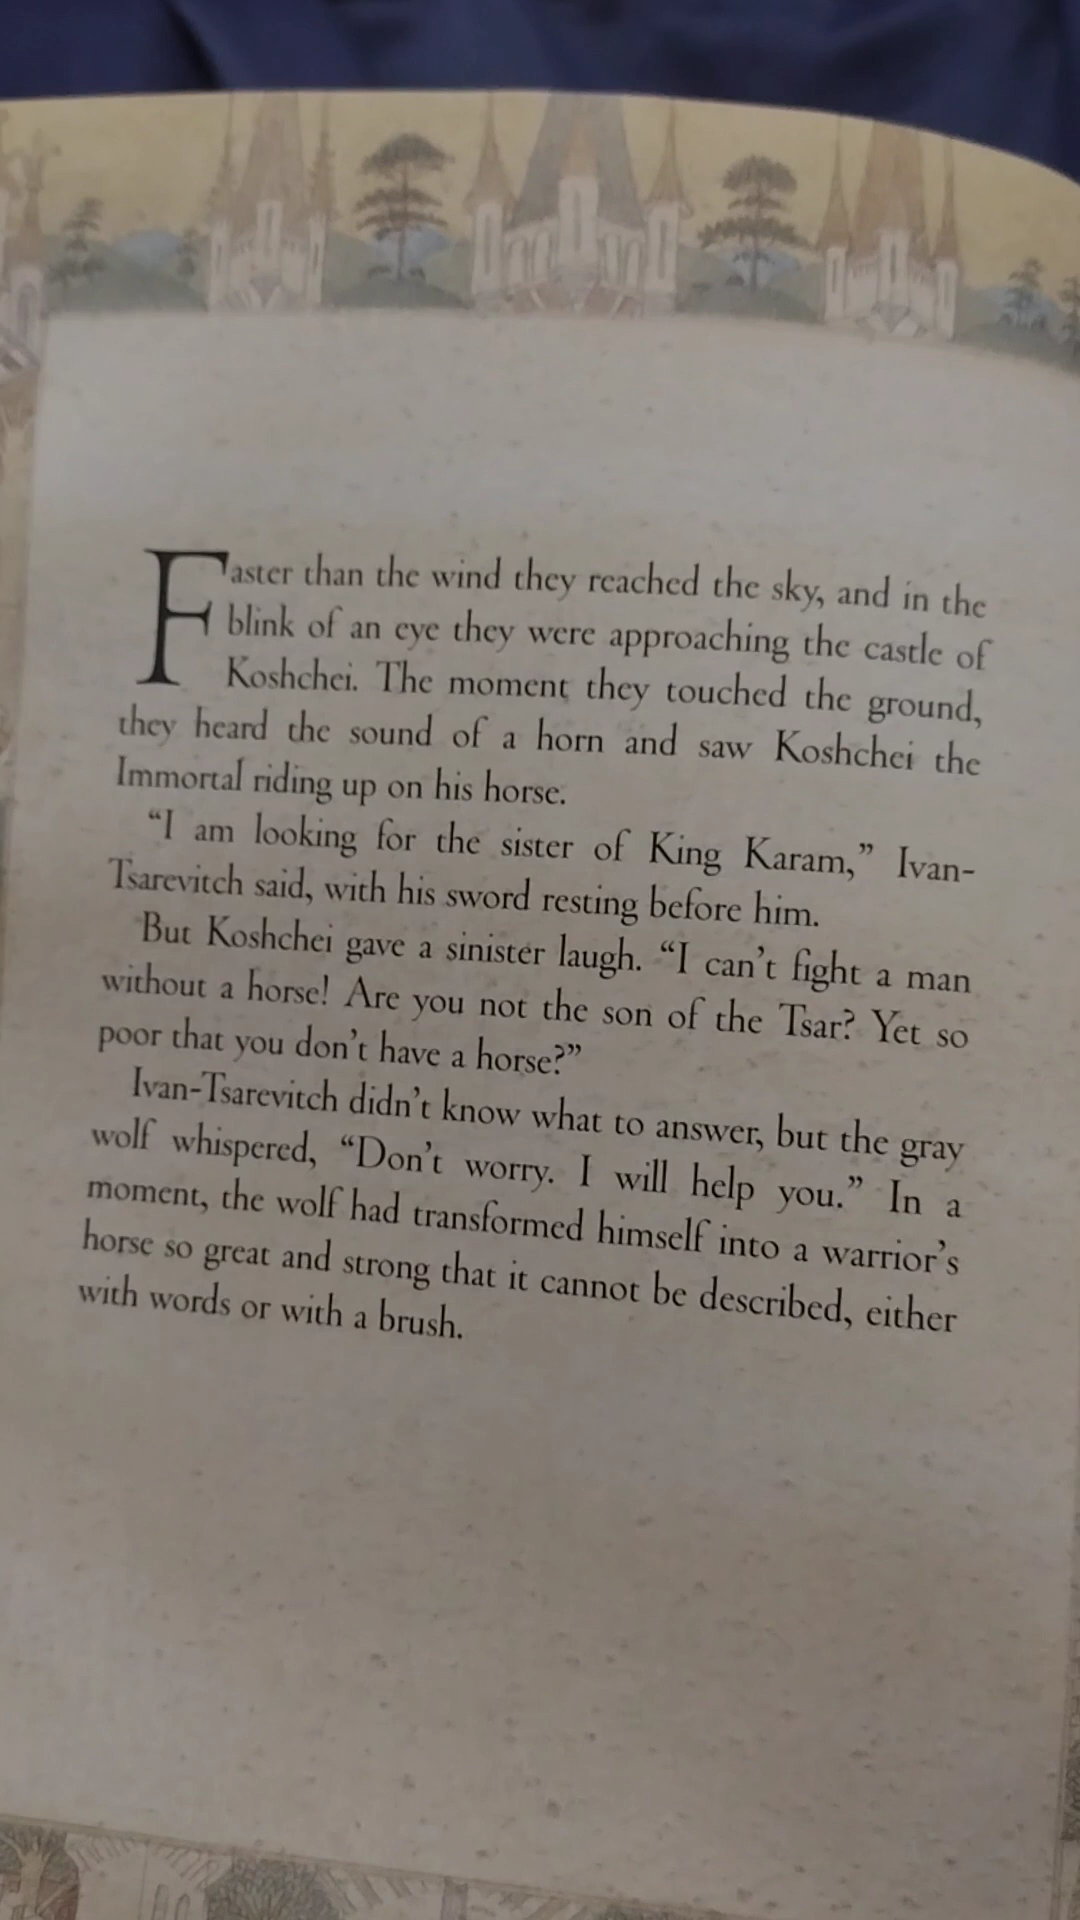 Faster than the wind they reached the sky, and in the
blink of an eye they were approaching the castle of
Koshchei. The moment they touched the ground,
they heard the sound of a horn and saw Koshchei the
Immortal riding up on his horse.
“I am looking for the sister of King Karam,” Ivan-
Tsarevitch said, with his sword resting before him.
But Koshchei gave a sinister laugh. “I can’t fight a man
without a horse! Are you not the son of the Tsar? Yet so
poor that you don’t have a horse?”
Ivan-Tsarevitch didn’t know what to answer, but the gray
wolf whispered, “Don’t worry. I will help you.” In a
moment, the wolf had transformed himself into a warrior’s
horse so great and strong that it cannot be described, either
with words or with a brush.